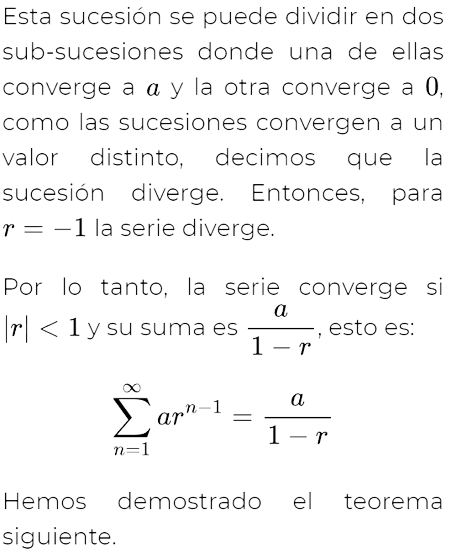 Esta sucesión se puede dividir en dos
sub-sucesiones donde una de ellas
converge a a y la otra converge a 0,
como las sucesiones convergen a un
valor distinto, decimos que la
sucesión diverge. Entonces, para
r = −1 la serie diverge.
Por lo tanto, la serie converge si
|r| < 1 y su suma es \frac{a}{1 − r}, esto es:
\sum_{n=1}^{\infty} ar^{n−1} = \frac{a}{1 − r}
Hemos demostrado el teorema
siguiente.